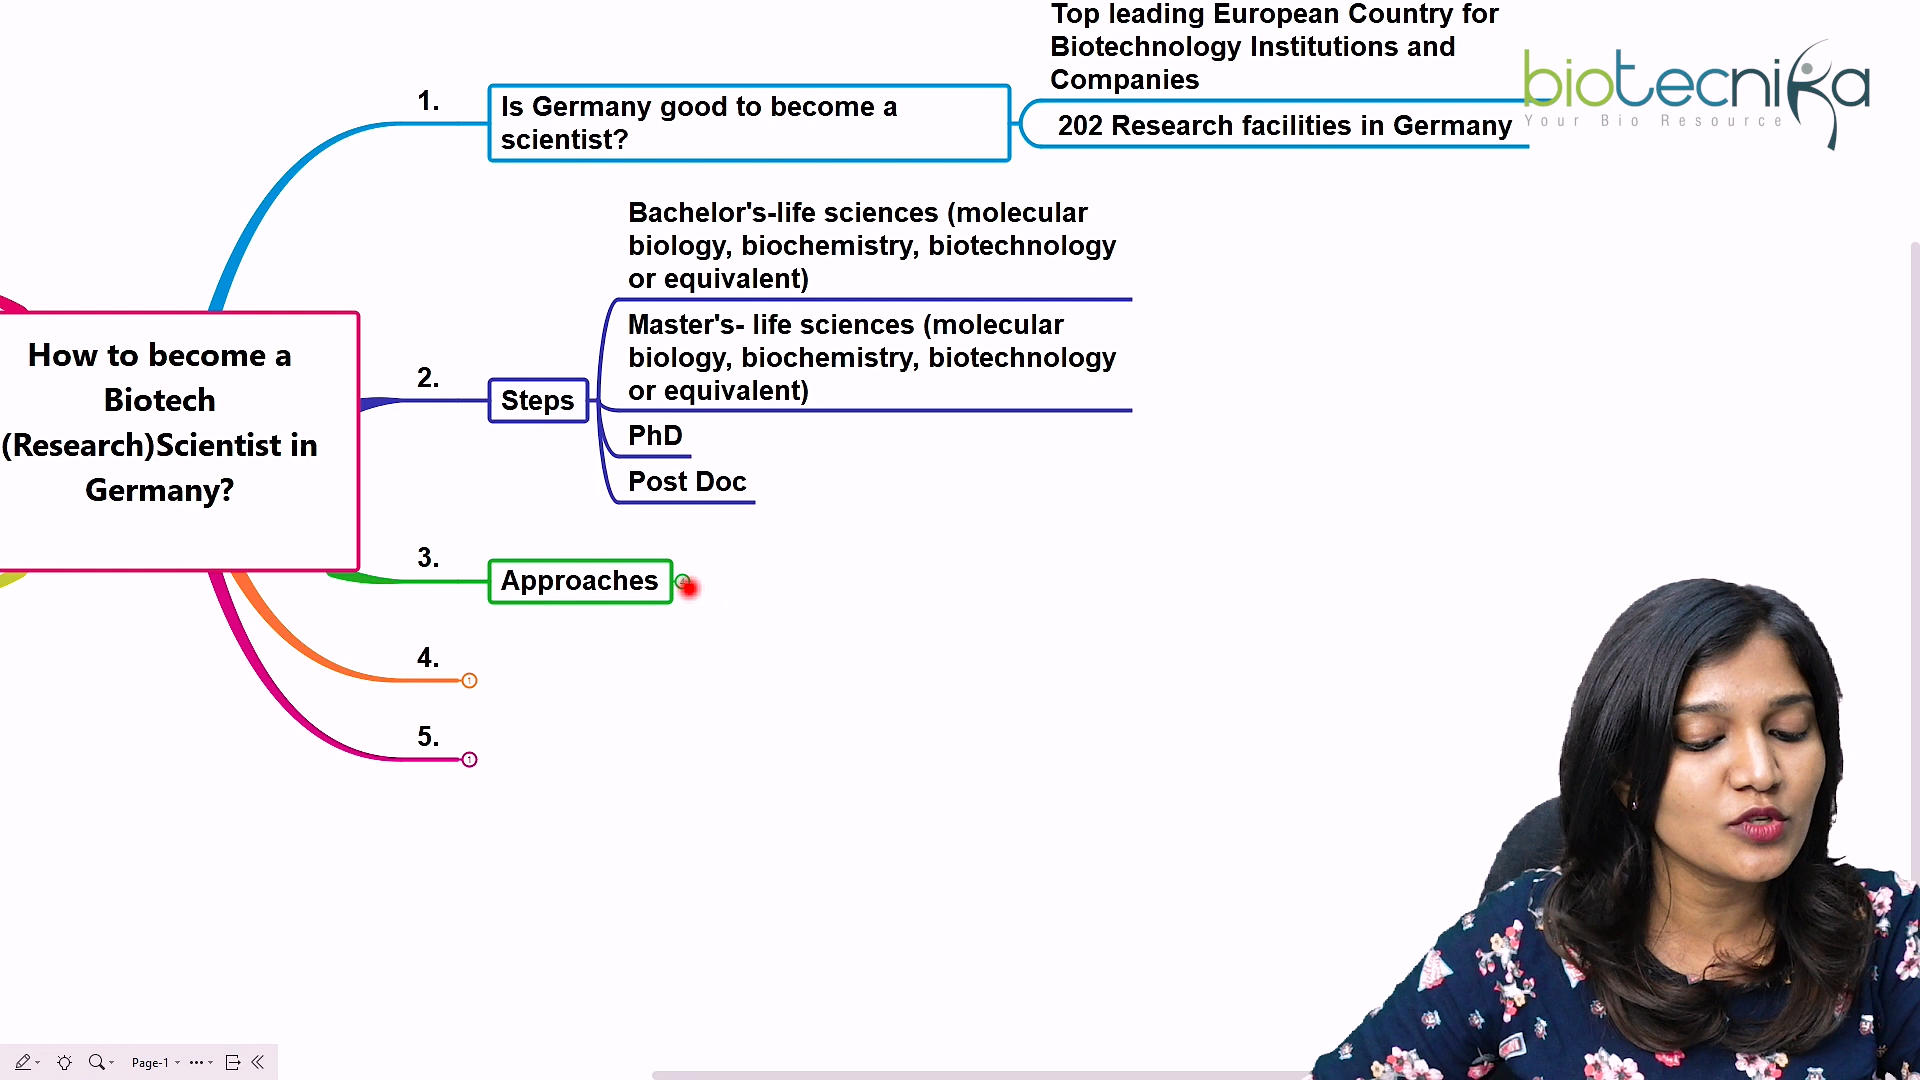 Top leading European Country for
Biotechnology Institutions and
Companies
biotecnika
Your Bio Resource
1.
Is Germany good to become a
scientist?
202 Research facilities in Germany
Bachelor's-life sciences (molecular
biology, biochemistry, biotechnology
or equivalent)
Master's- life sciences (molecular
biology, biochemistry, biotechnology
or equivalent)
How to become a
Biotech
(Research)Scientist in
Germany?
2.
Steps
PhD
Post Doc
3.
Approaches
4.
1
5.
1
Page-1